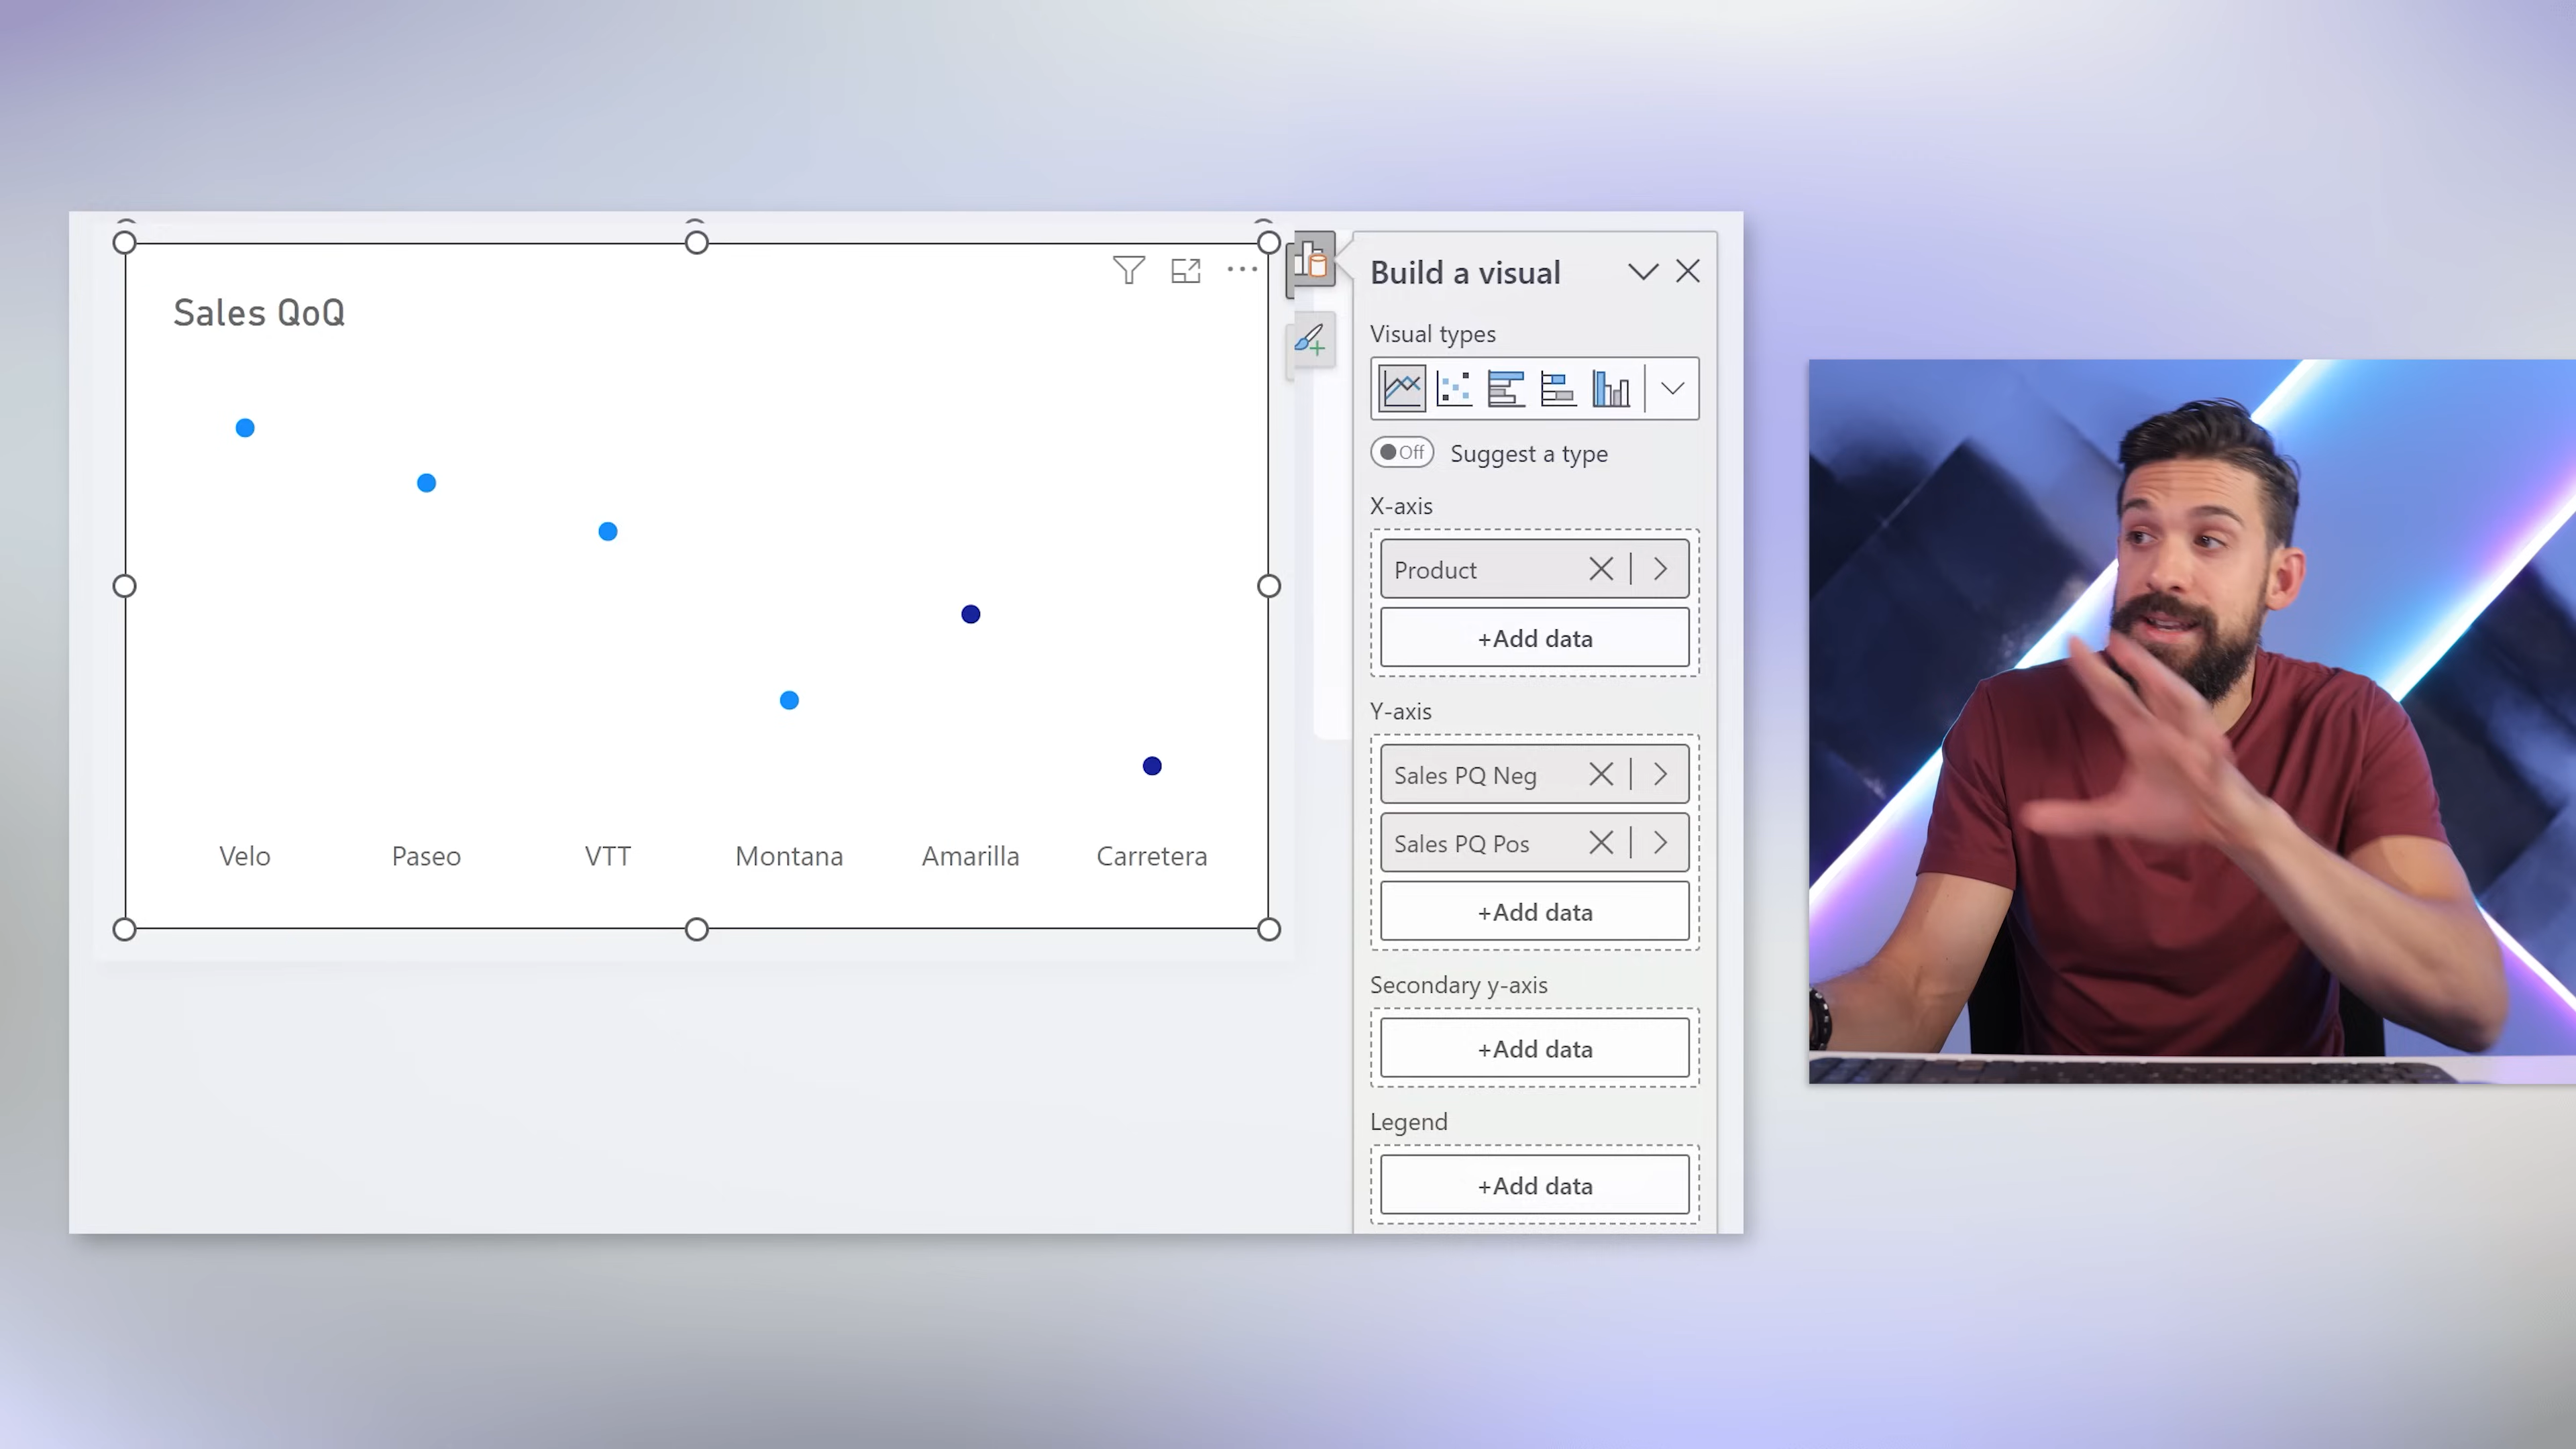 Sales QoQ
Velo Paseo VTT Montana Amarilla Carretera
Build a visual
Visual types
Off Suggest a type
X-axis
Product
+Add data
Y-axis
Sales PQ Neg
Sales PQ Pos
+Add data
Secondary y-axis
+Add data
Legend
+Add data